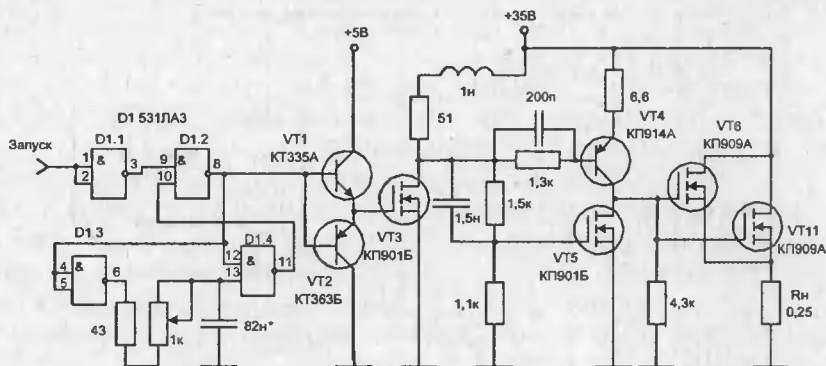 +35В
+5В
1н
D1 531ЛА3
51
200п
6,6
VT4
КП914А
VT6
КП909А
D1.1
D1.2
VT1
КТ335А
Запуск
1
&
3
9
&
8
2
10
1,3к
1,5н
1,5к
VT3
КП901Б
VT5
КП901Б
VT11
КП909А
D1.3
D1.4
4
&
6
5
12
&
11
13
VT2
КТ363Б
43
1к
82н*
1,1к
4,3к
Rн
0,25